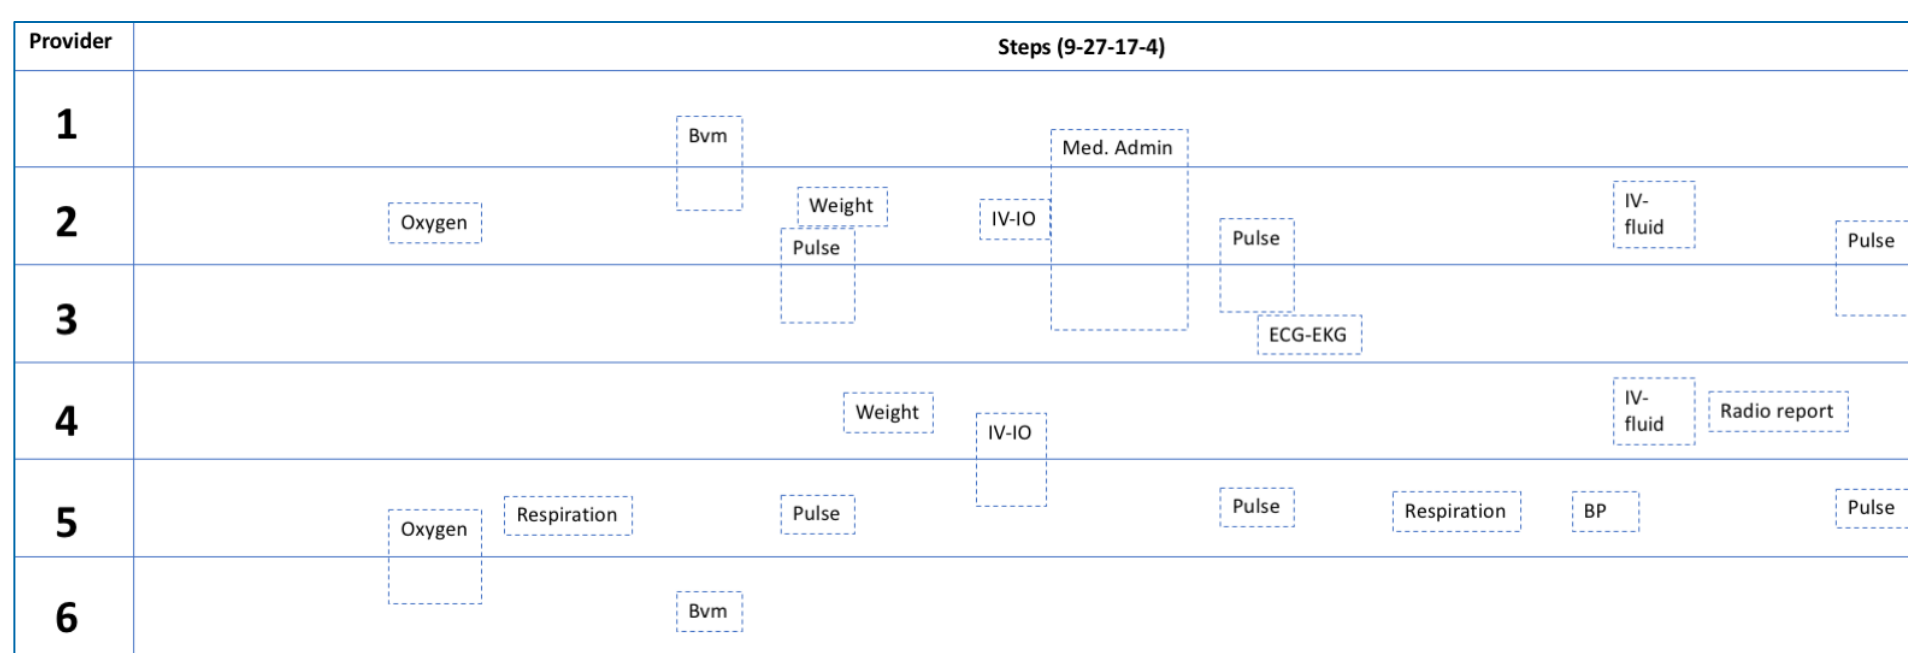 Provider
Steps (9-27-17-4)
1
Bvm
Med. Admin
2
Oxygen
Weight
Pulse
IV-IO
Pulse
IV-
fluid
Pulse
3
ECG-EKG
4
Weight
IV-IO
IV-
fluid
Radio report
5
Oxygen
Respiration
Pulse
Pulse
Respiration
BP
Pulse
6
Bvm